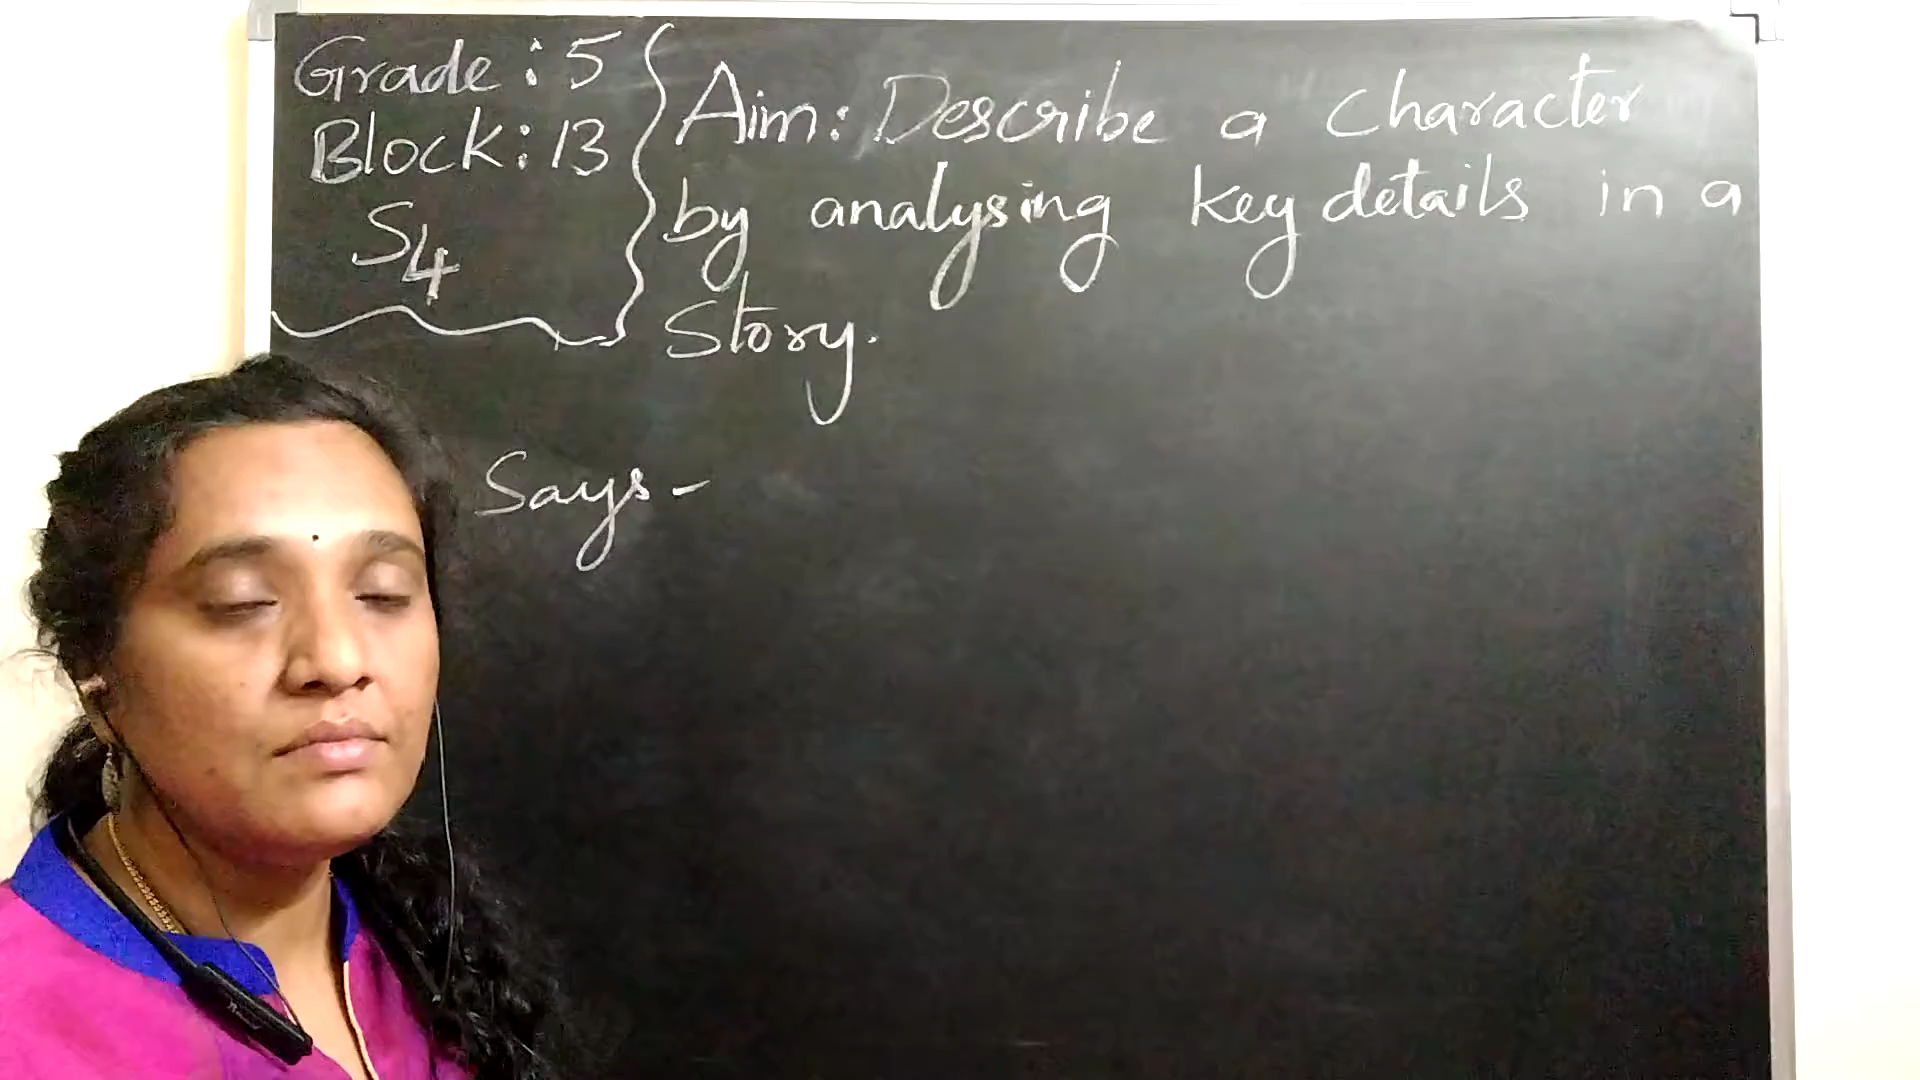 Grade: 5
Block: 13
S4
Aim: Describe a character
by analysing key details in a
Story.
Says-